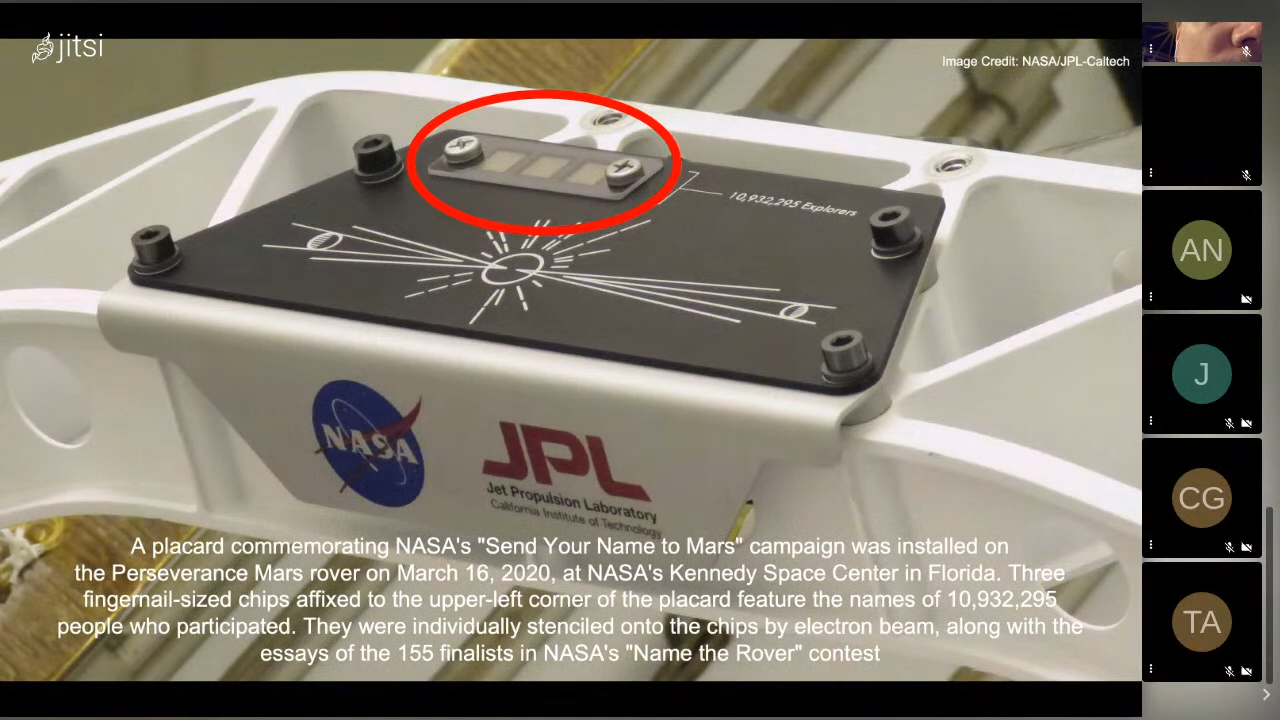 jitsi
Image Credit: NASA/JPL-Caltech
10,932,295 Explorers
NASA
JPL
Jet Propulsion Laboratory
California Institute of Technology
A placard commemorating NASA's "Send Your Name to Mars" campaign was installed on
the Perseverance Mars rover on March 16, 2020, at NASA's Kennedy Space Center in Florida. Three
fingernail-sized chips affixed to the upper-left corner of the placard feature the names of 10,932,295
people who participated. They were individually stenciled onto the chips by electron beam, along with the
essays of the 155 finalists in NASA's "Name the Rover" contest
AN
J
CG
TA